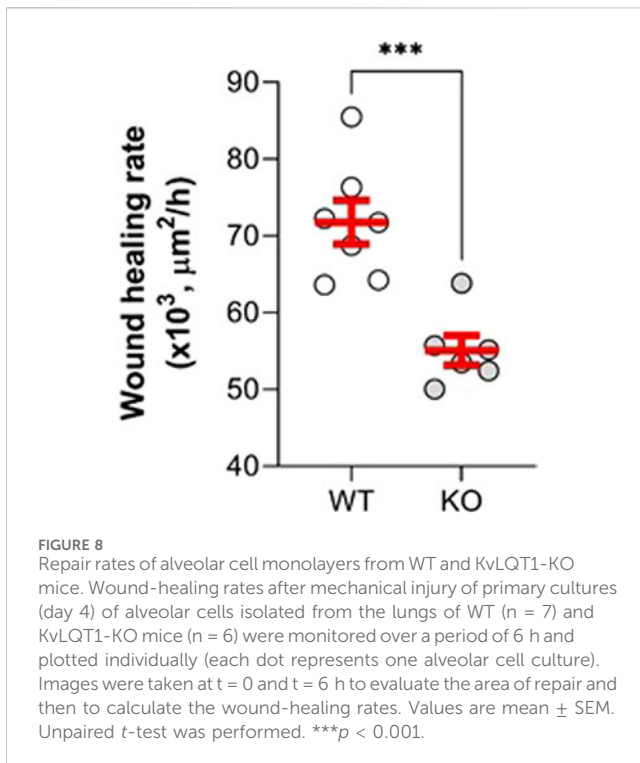 ***
90
80
70
60
50
40
Wound healing rate
(x10³, μm²/h)
WT KO
FIGURE 8
Repair rates of alveolar cell monolayers from WT and KvLQT1-KO
mice. Wound-healing rates after mechanical injury of primary cultures
(day 4) of alveolar cells isolated from the lungs of WT (n = 7) and
KvLQT1-KO mice (n = 6) were monitored over a period of 6 h and
plotted individually (each dot represents one alveolar cell culture).
Images were taken at t = 0 and t = 6 h to evaluate the area of repair and
then to calculate the wound-healing rates. Values are mean ± SEM.
Unpaired t-test was performed. ***p < 0.001.